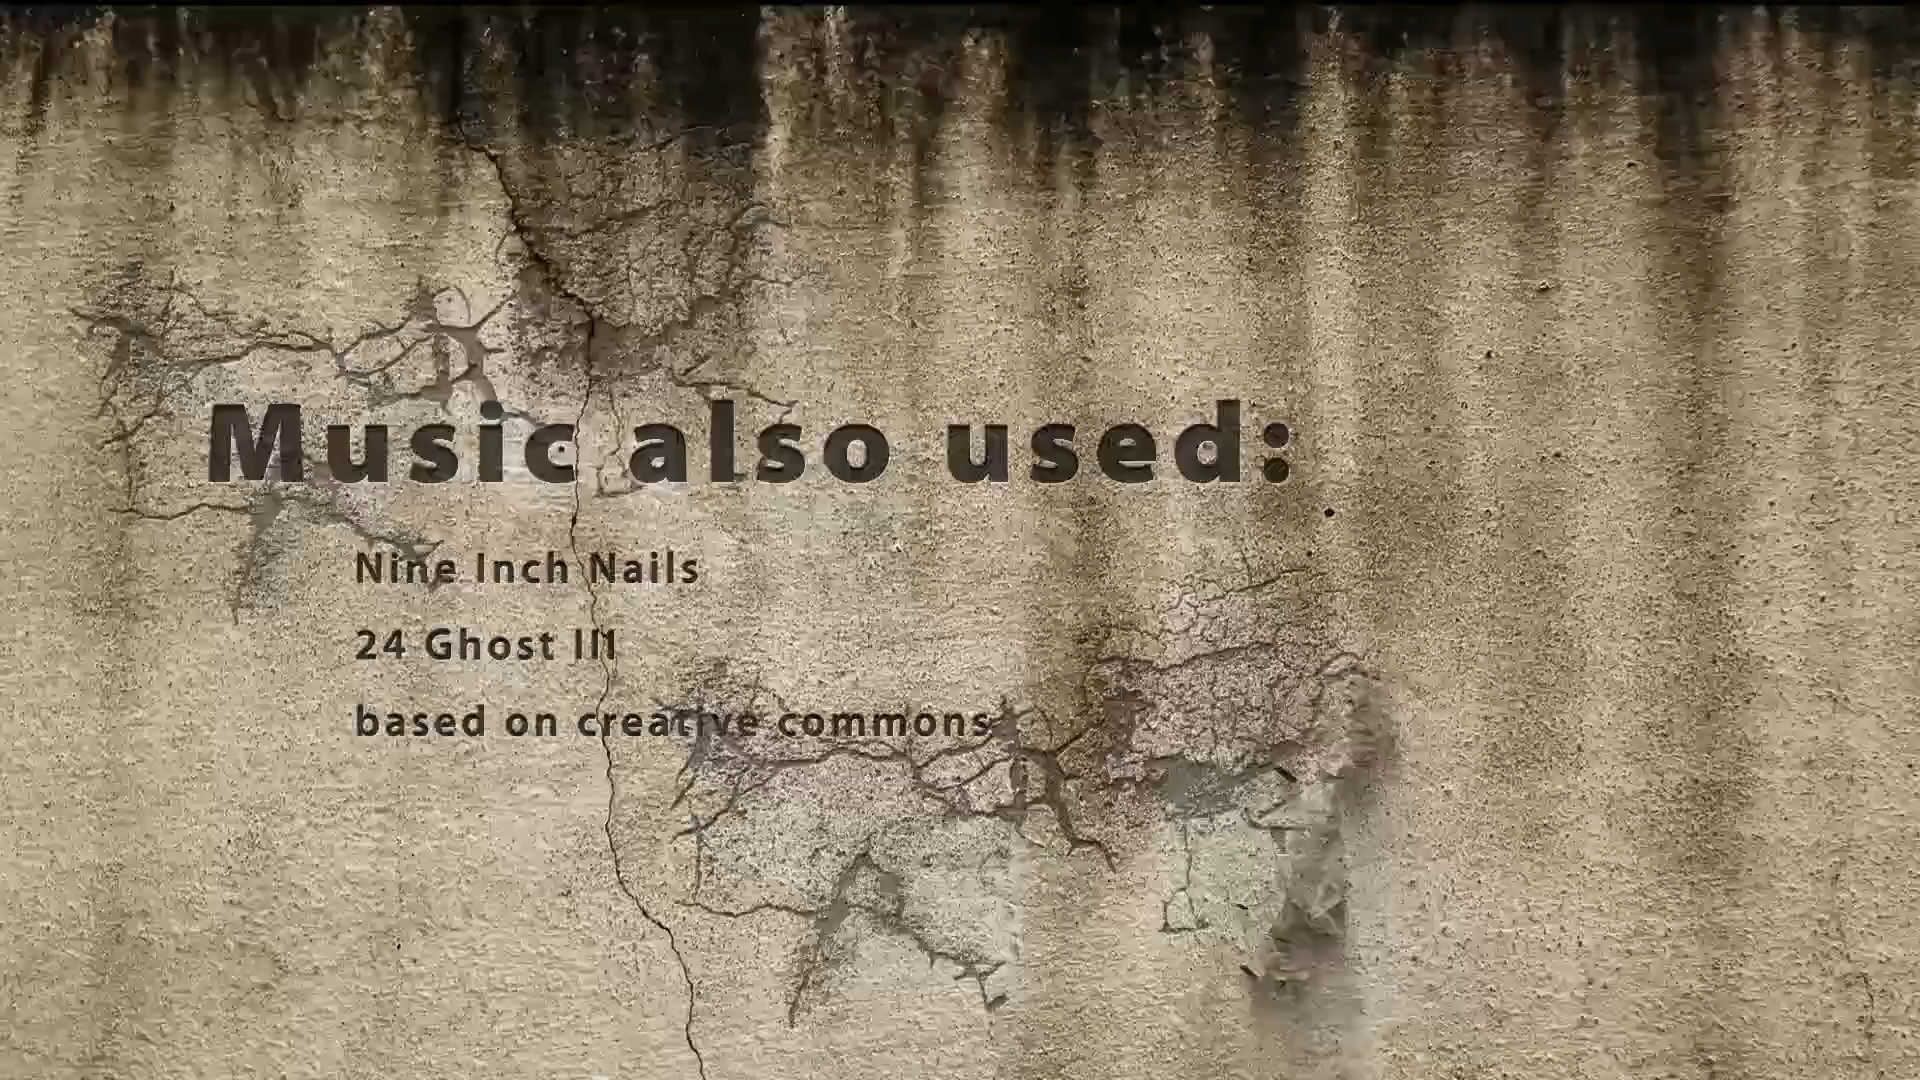 Music also used:
Nine Inch Nails
24 Ghost III
based on creative commons